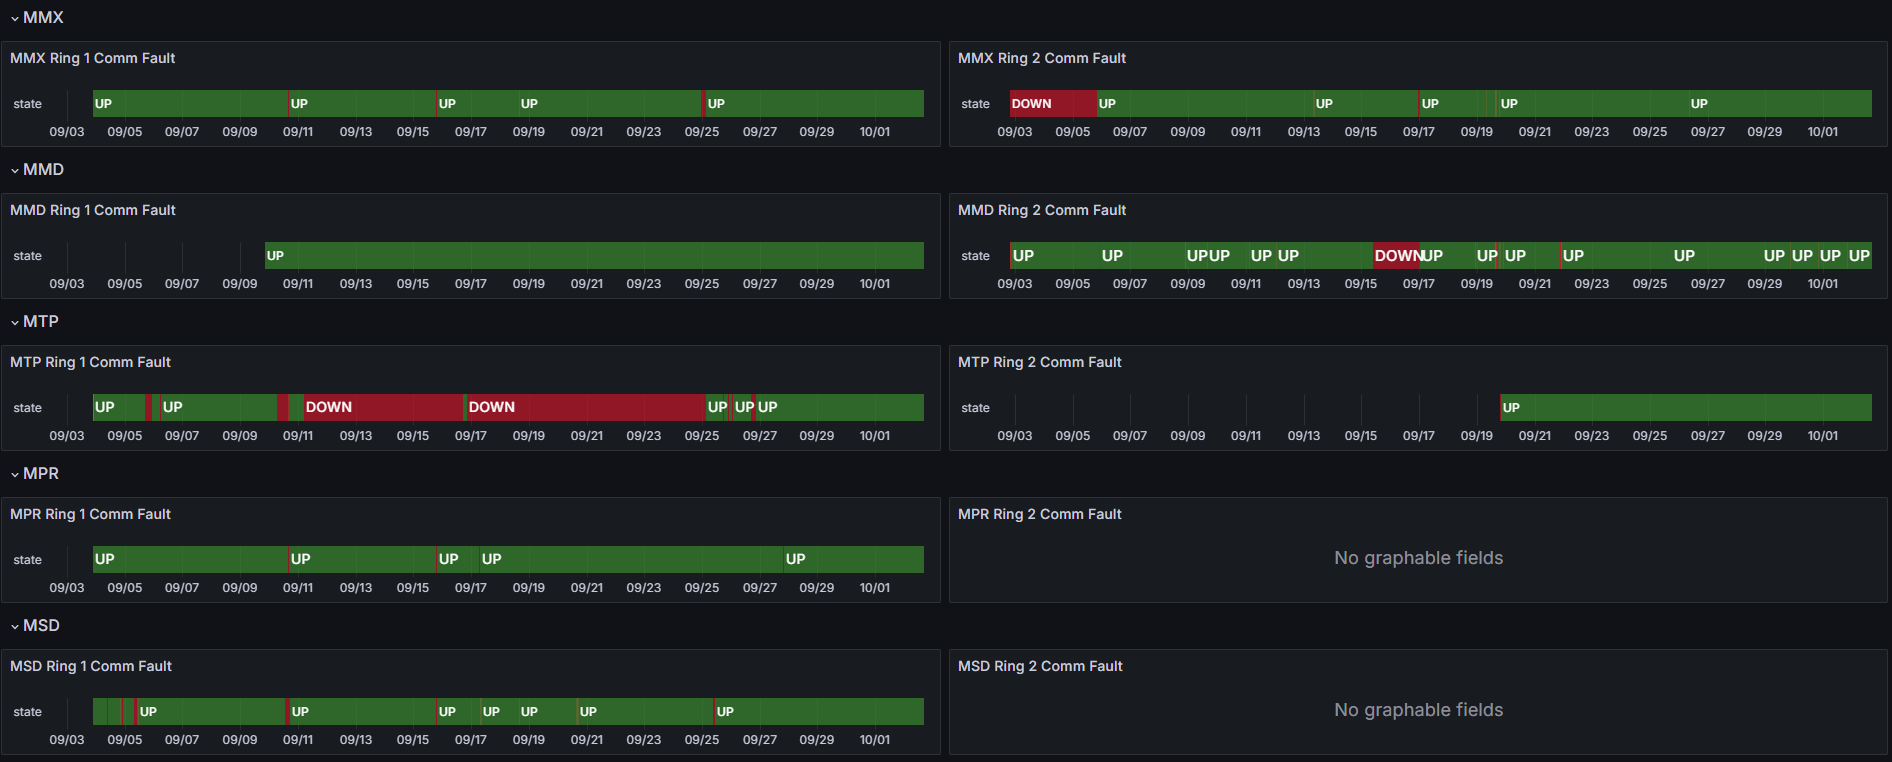 MMX
MMX Ring 1 Comm Fault
state UP UP UP UP UP
09/03 09/05 09/07 09/09 09/11 09/13 09/15 09/17 09/19 09/21 09/23 09/25 09/27 09/29 10/01
MMX Ring 2 Comm Fault
state DOWN UP UP UP UP UP
09/03 09/05 09/07 09/09 09/11 09/13 09/15 09/17 09/19 09/21 09/23 09/25 09/27 09/29 10/01
MMD
MMD Ring 1 Comm Fault
state UP
09/03 09/05 09/07 09/09 09/11 09/13 09/15 09/17 09/19 09/21 09/23 09/25 09/27 09/29 10/01
MMD Ring 2 Comm Fault
state UP UP UP UP UP UP DOWN UP UP UP UP UP UP UP UP UP
09/03 09/05 09/07 09/09 09/11 09/13 09/15 09/17 09/19 09/21 09/23 09/25 09/27 09/29 10/01
MTP
MTP Ring 1 Comm Fault
state UP UP DOWN DOWN UP UP UP
09/03 09/05 09/07 09/09 09/11 09/13 09/15 09/17 09/19 09/21 09/23 09/25 09/27 09/29 10/01
MTP Ring 2 Comm Fault
state UP
09/03 09/05 09/07 09/09 09/11 09/13 09/15 09/17 09/19 09/21 09/23 09/25 09/27 09/29 10/01
MPR
MPR Ring 1 Comm Fault
state UP UP UP UP UP
09/03 09/05 09/07 09/09 09/11 09/13 09/15 09/17 09/19 09/21 09/23 09/25 09/27 09/29 10/01
MPR Ring 2 Comm Fault
No graphable fields
MSD
MSD Ring 1 Comm Fault
state UP UP UP UP UP UP UP
09/03 09/05 09/07 09/09 09/11 09/13 09/15 09/17 09/19 09/21 09/23 09/25 09/27 09/29 10/01
MSD Ring 2 Comm Fault
No graphable fields